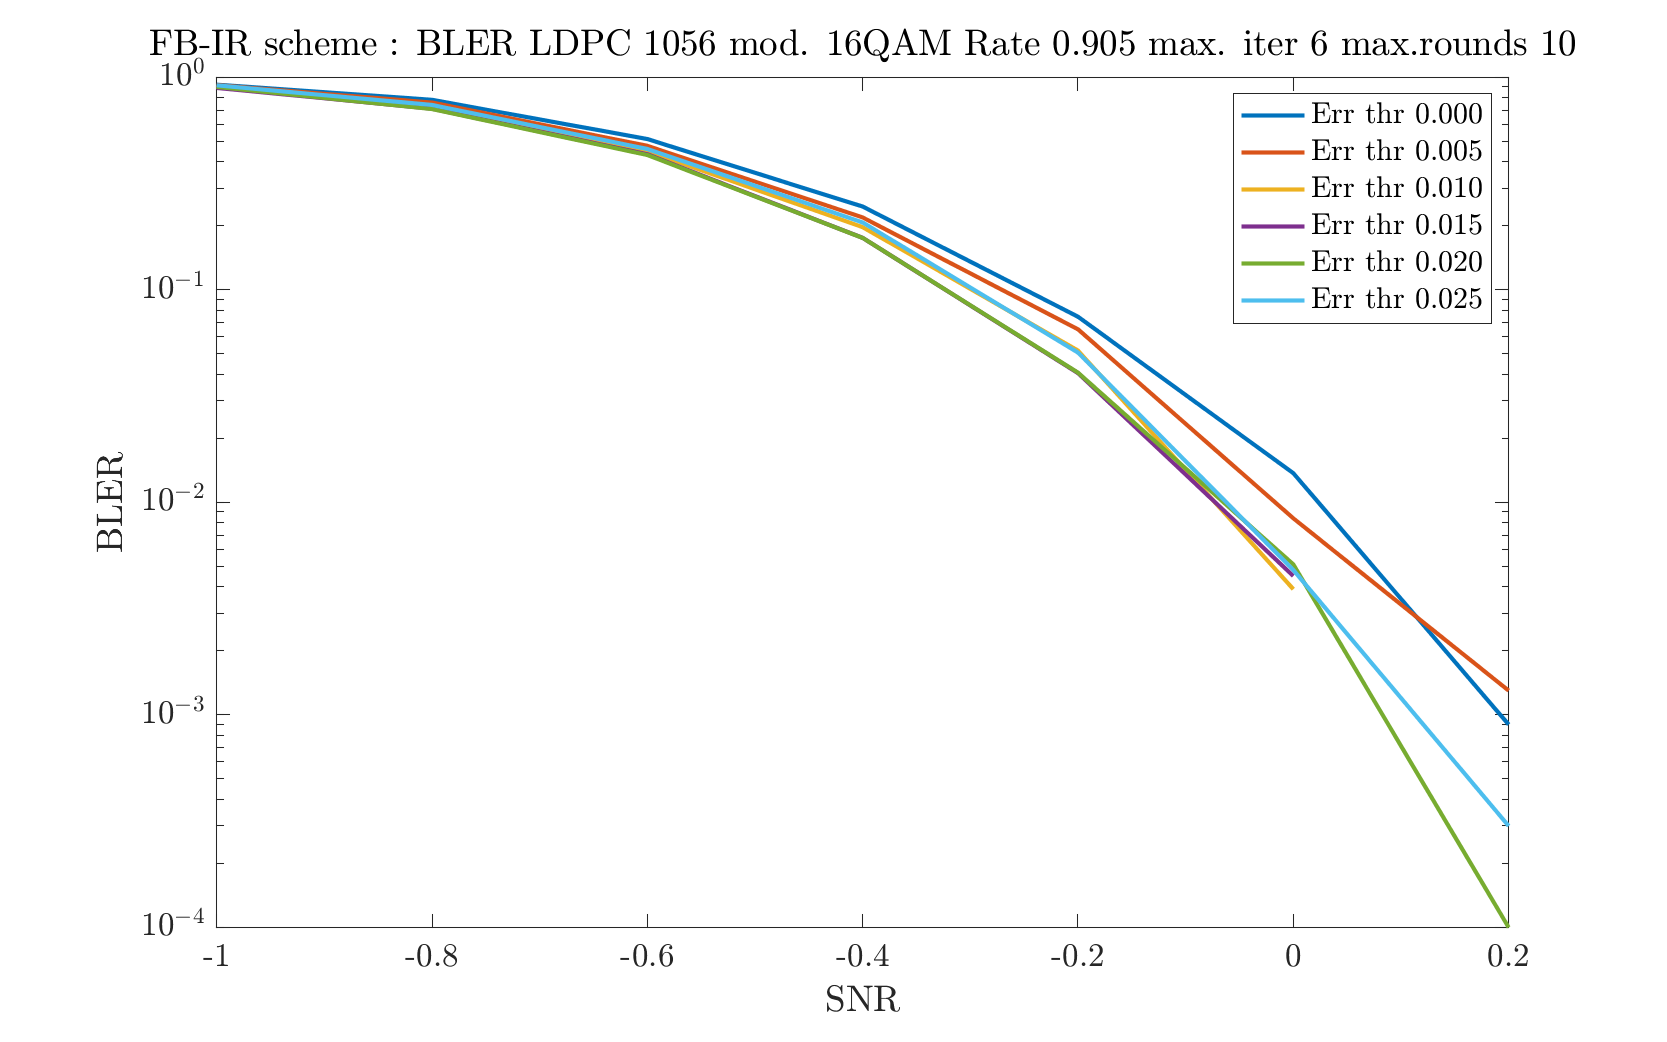 FB-IR scheme : BLER LDPC 1056 mod. 16QAM Rate 0.905 max. iter 6 max.rounds 10
10⁰
10⁻¹
10⁻²
10⁻³
10⁻⁴
BLER
Err thr 0.000
Err thr 0.005
Err thr 0.010
Err thr 0.015
Err thr 0.020
Err thr 0.025
-1 -0.8 -0.6 -0.4 -0.2 0 0.2
SNR